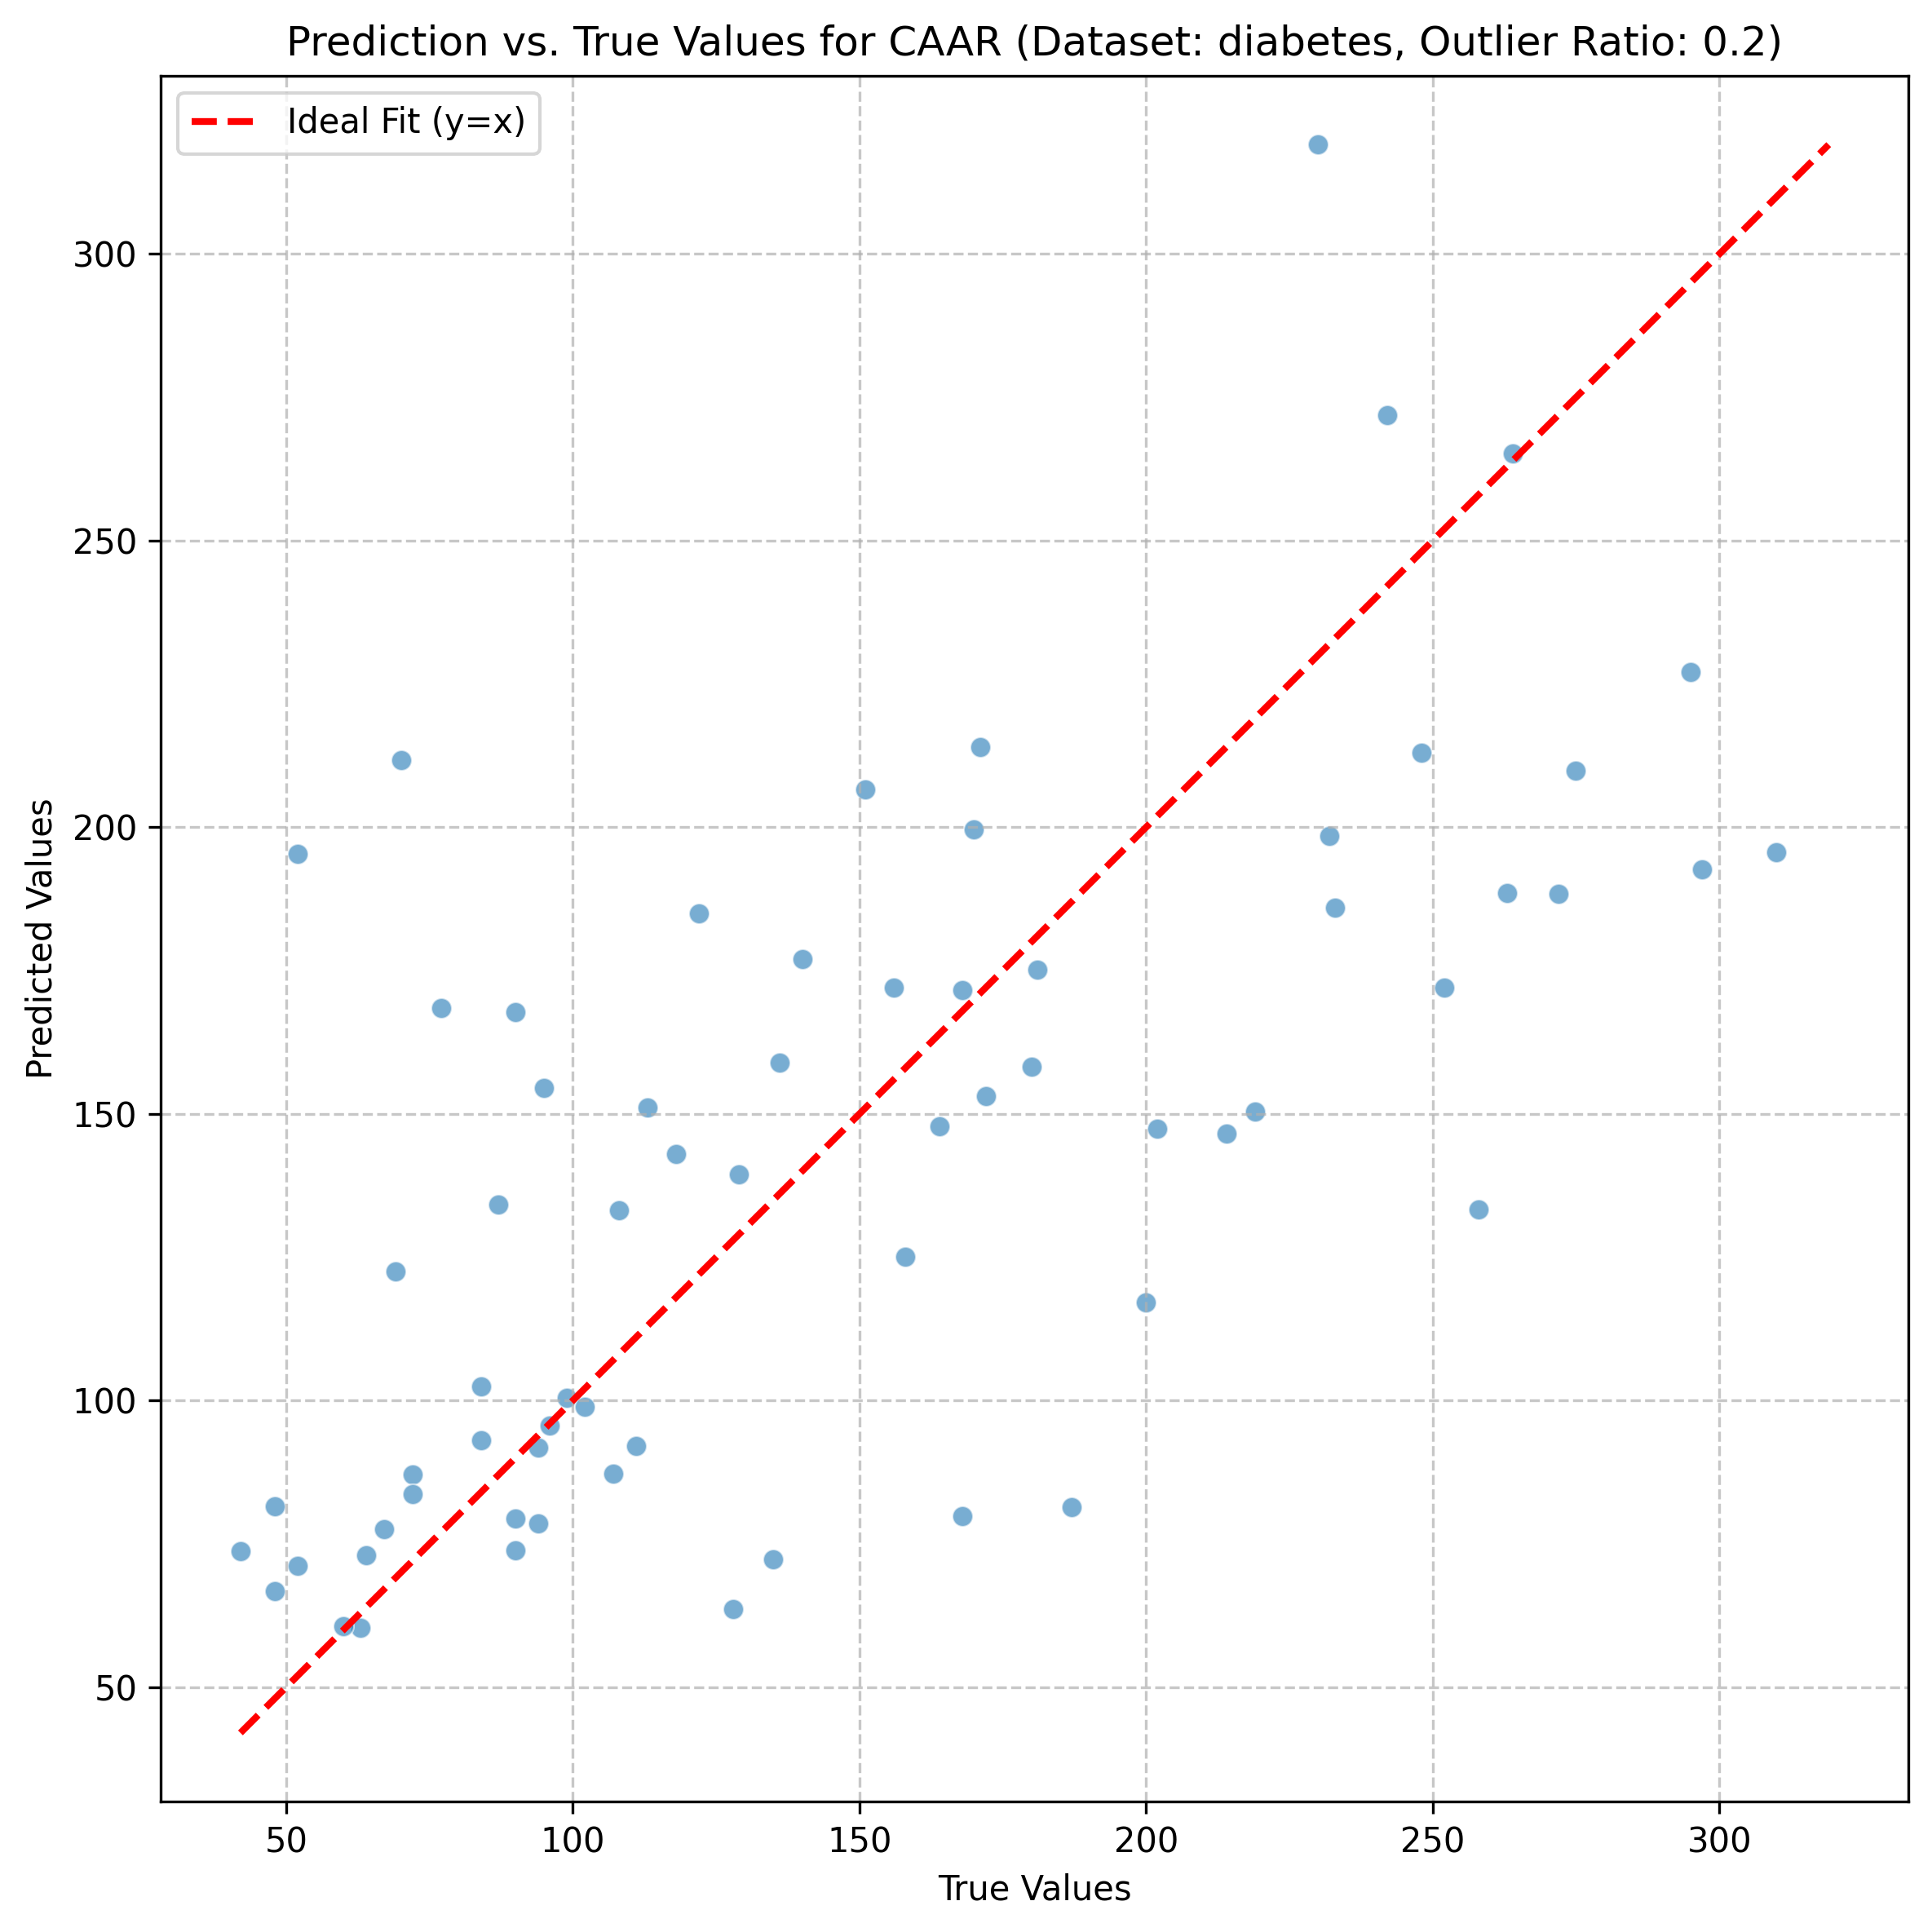 Prediction vs. True Values for CAAR (Dataset: diabetes, Outlier Ratio: 0.2)
Ideal Fit (y=x)
300
250
200
150
100
50
Predicted Values
50 100 150 200 250 300
True Values